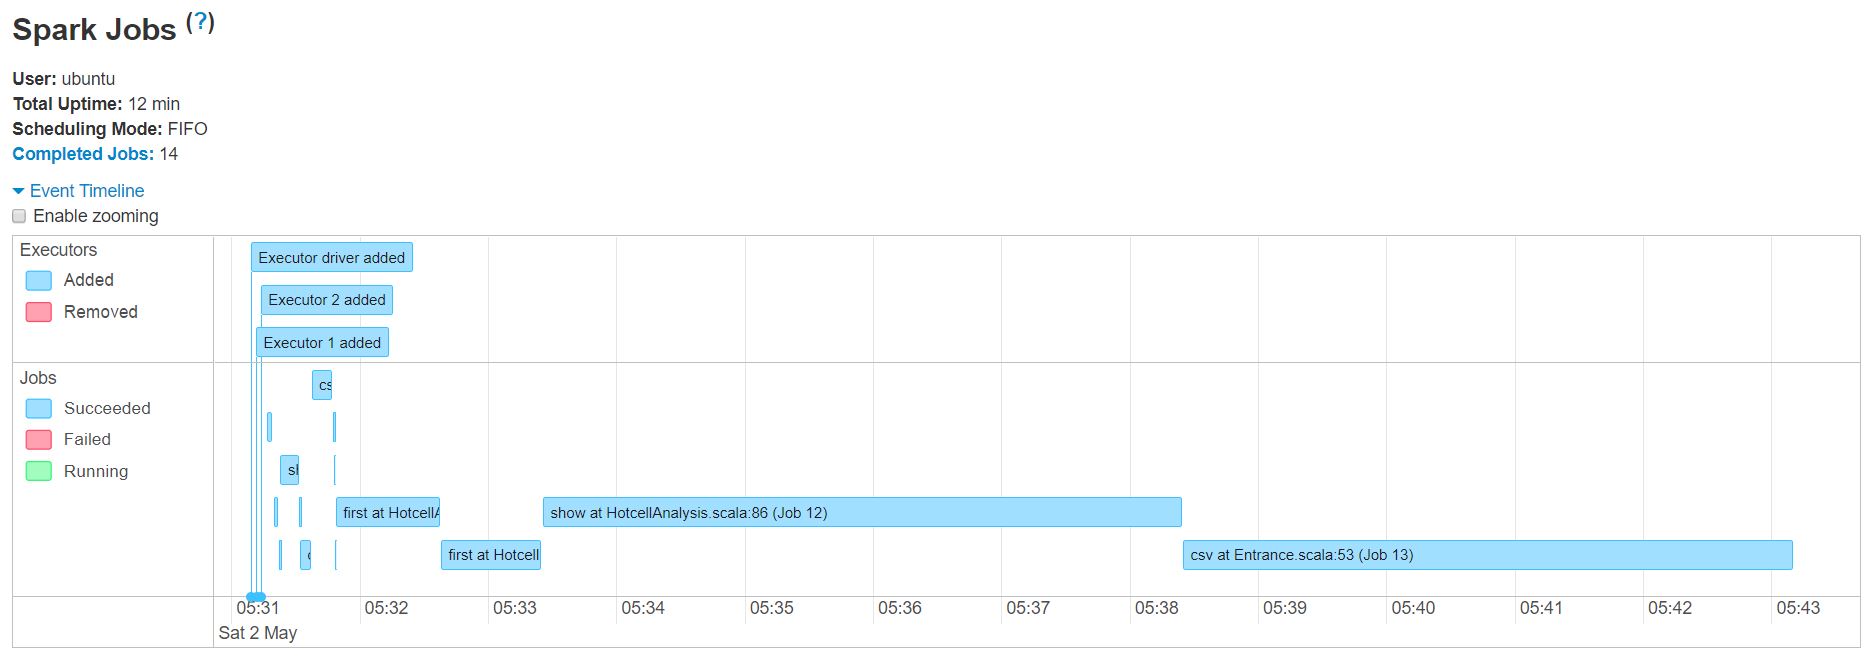 Spark Jobs (?)
User: ubuntu
Total Uptime: 12 min
Scheduling Mode: FIFO
Completed Jobs: 14
Event Timeline
Enable zooming
Executors
Added
Removed
Executor driver added
Executor 2 added
Executor 1 added
Jobs
Succeeded
Failed
Running
cs
first at Hotcell
show at HotcellAnalysis.scala:86 (Job 12)
first at Hotcell
csv at Entrance.scala:53 (Job 13)
05:31 05:32 05:33 05:34 05:35 05:36 05:37 05:38 05:39 05:40 05:41 05:42 05:43
Sat 2 May